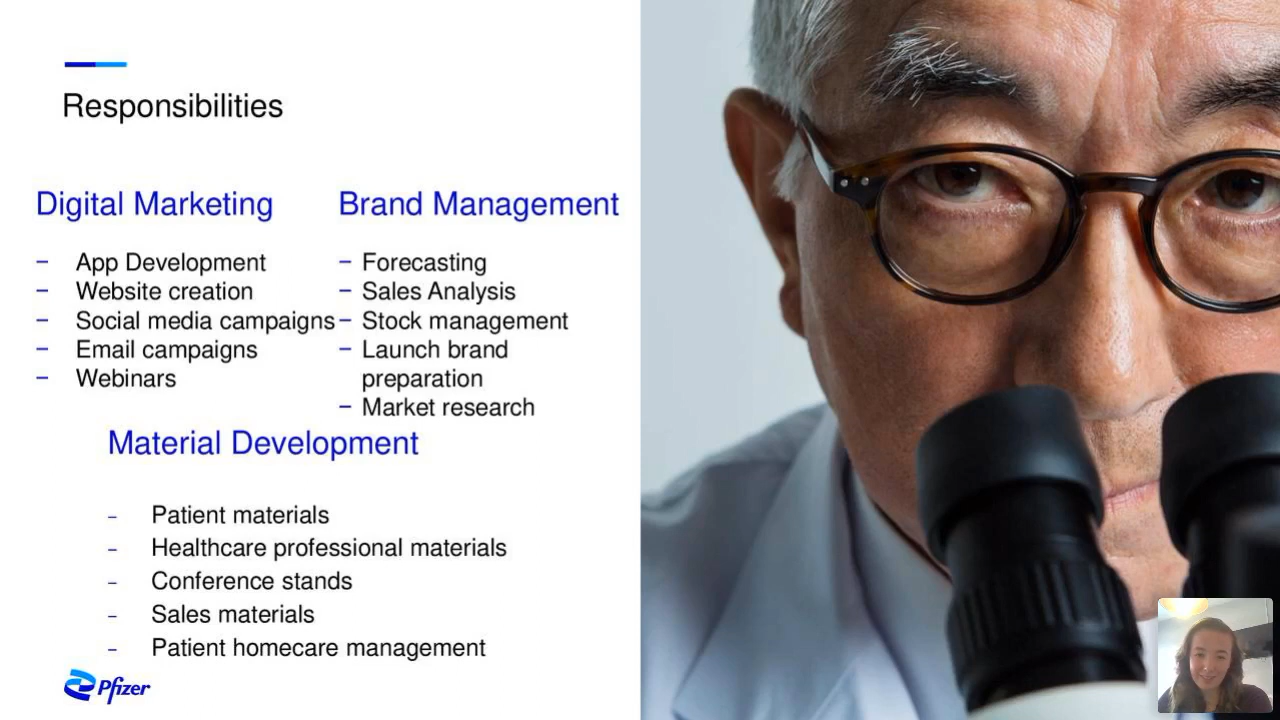 Responsibilities
Digital Marketing
– App Development
– Website creation
– Social media campaigns
– Email campaigns
– Webinars
Brand Management
– Forecasting
– Sales Analysis
– Stock management
– Launch brand
preparation
– Market research
Material Development
– Patient materials
– Healthcare professional materials
– Conference stands
– Sales materials
– Patient homecare management
Pfizer